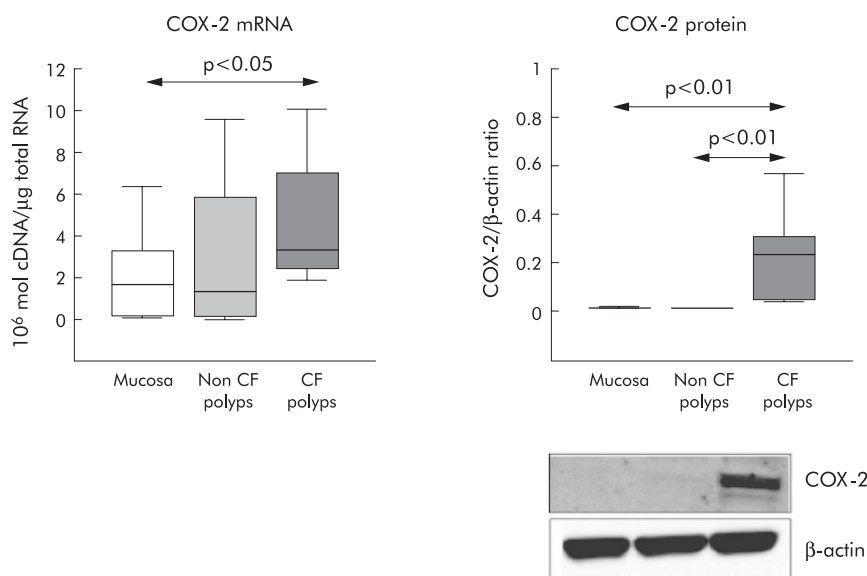 COX-2 mRNA
10⁶ mol cDNA/µg total RNA
12
10
8
6
4
2
0
p<0.05
Mucosa
Non CF
polyps
CF
polyps
COX-2 protein
COX-2/β-actin ratio
1
0.8
0.6
0.4
0.2
0
p<0.01
p<0.01
Mucosa
Non CF
polyps
CF
polyps
COX-2
β-actin